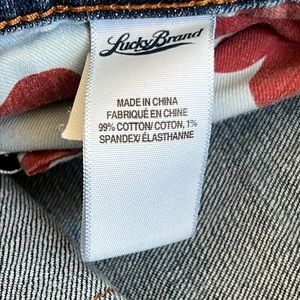 Lucky Brand
MADE IN CHINA
FABRIQUÉ EN CHINE
99% COTTON/ COTON, 1%
SPANDEX/ ÉLASTHANNE